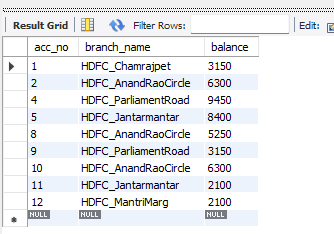 Result Grid Filter Rows: Edit:
acc_no branch_name balance
1 HDFC_Chamrajpet 3150
2 HDFC_AnandRaoCircle 6300
4 HDFC_ParliamentRoad 9450
5 HDFC_Jantarmantar 8400
8 HDFC_AnandRaoCircle 5250
9 HDFC_ParliamentRoad 3150
10 HDFC_AnandRaoCircle 6300
11 HDFC_Jantarmantar 2100
12 HDFC_MantriMarg 2100
NULL NULL NULL